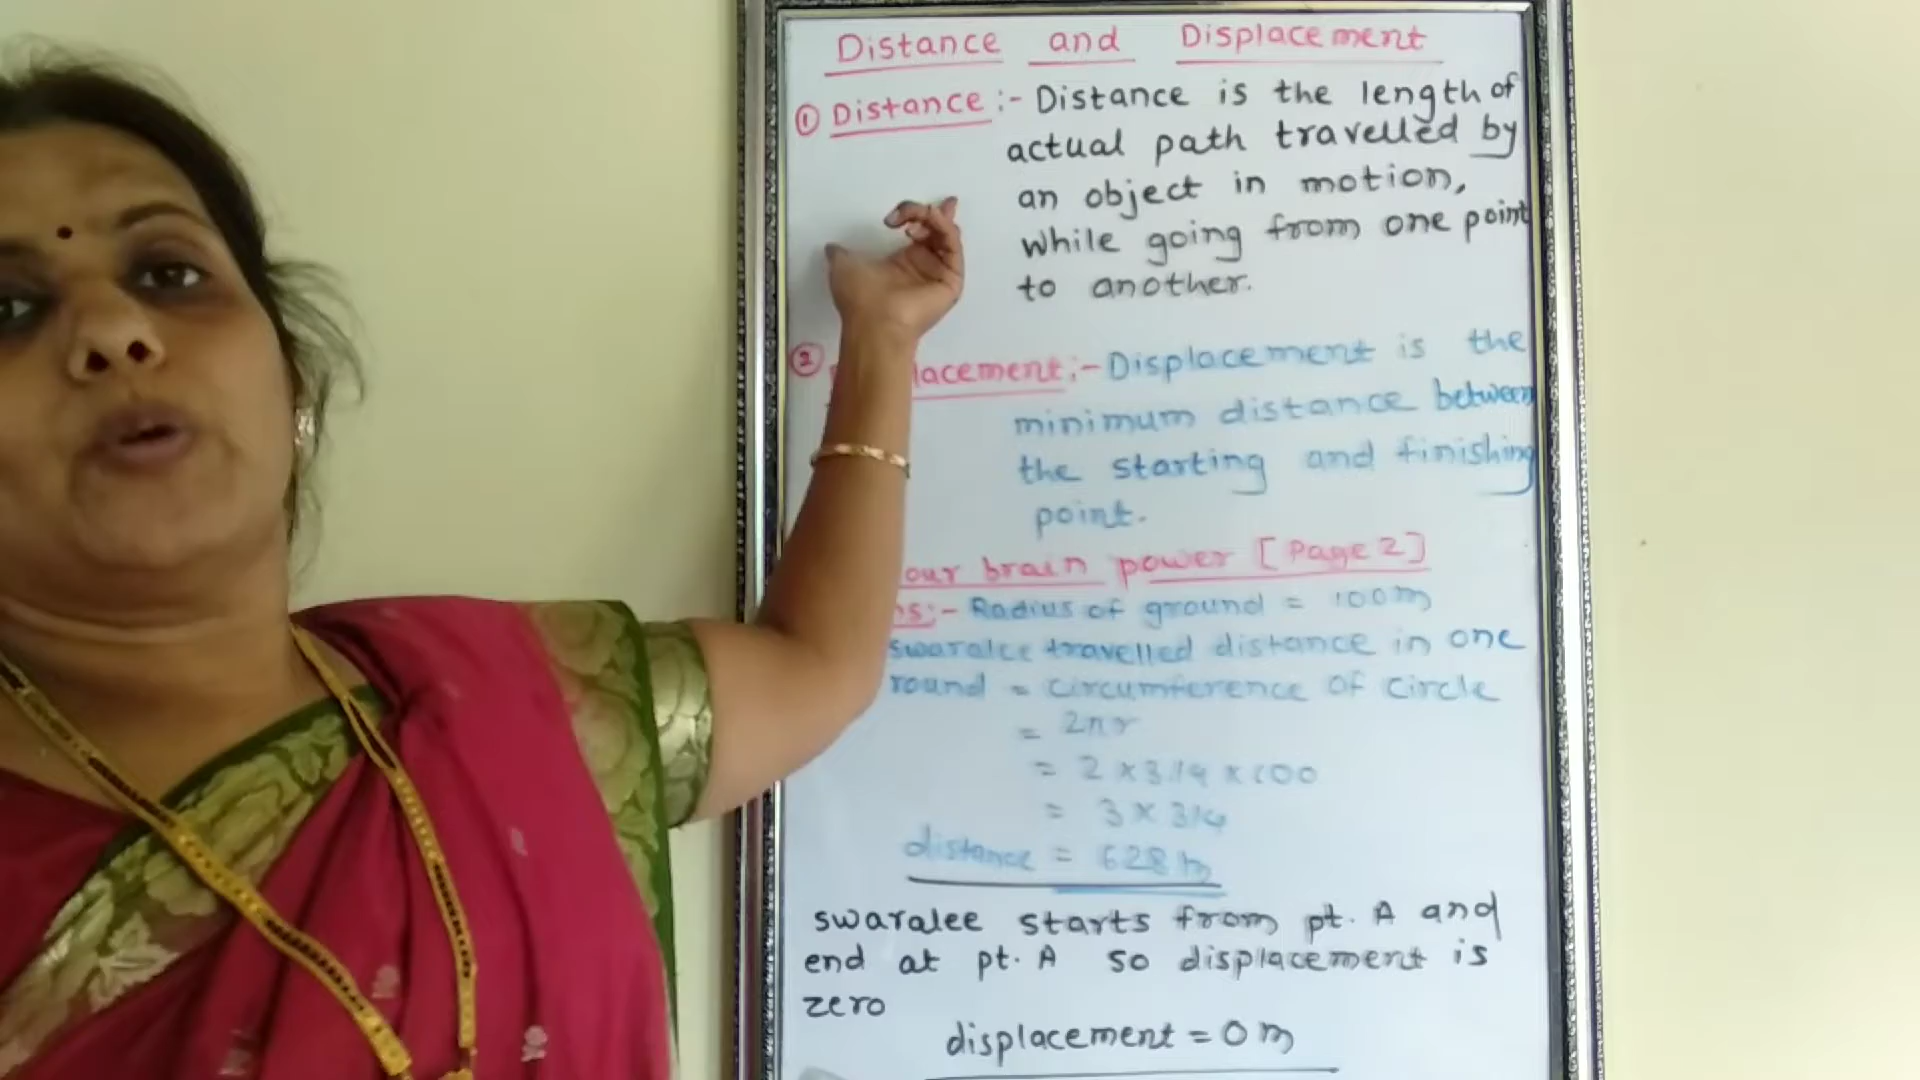 Distance and Displacement
① Distance :- Distance is the length of
actual path travelled by
an object in motion,
while going from one point
to another.
② lacement :- Displacement is the
minimum distance between
the starting and finishing
point.
our brain power [Page 2]
ns:- Radius of ground = 100m
swaralee travelled distance in one
round = circumference of circle
= 2πr
= 2 × 3.14 × 100
= 3 × 314
distance = 628 m
swaralee starts from pt. A and
end at pt. A so displacement is
zero
displacement = 0 m